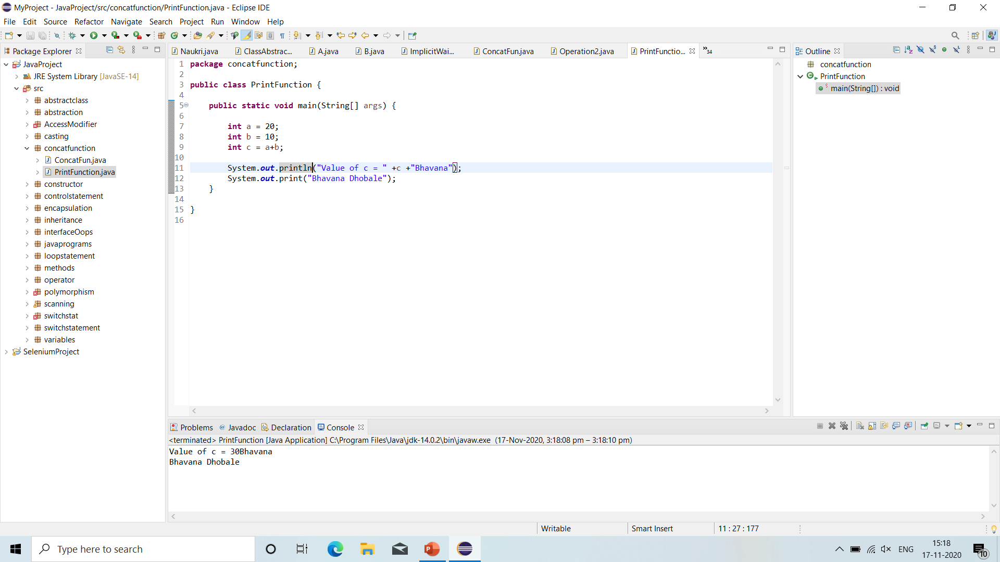 MyProject - JavaProject/src/concatfunction/PrintFunction.java - Eclipse IDE
File Edit Source Refactor Navigate Search Project Run Window Help
Package Explorer
JavaProject
JRE System Library [JavaSE-14]
src
abstractclass
abstraction
AccessModifier
casting
concatfunction
ConcatFun.java
PrintFunction.java
constructor
controlstatement
encapsulation
inheritance
interfaceOops
javaprograms
loopstatement
methods
operator
polymorphism
scanning
switchstat
switchstatement
variables
SeleniumProject
Naukri.java ClassAbstrac... A.java B.java ImplicitWai... ConcatFun.java Operation2.java PrintFunctio... »34
1 package concatfunction;
2
3 public class PrintFunction {
4
5 public static void main(String[] args) {
6
7 int a = 20;
8 int b = 10;
9 int c = a+b;
10
11 System.out.println("Value of c = " +c +"Bhavana");
12 System.out.print("Bhavana Dhobale");
13 }
14
15 }
16
Outline
concatfunction
PrintFunction
main(String[]) : void
Problems Javadoc Declaration Console
<terminated> PrintFunction [Java Application] C:\Program Files\Java\jdk-14.0.2\bin\javaw.exe (17-Nov-2020, 3:18:08 pm – 3:18:10 pm)
Value of c = 30Bhavana
Bhavana Dhobale
Writable Smart Insert 11 : 27 : 177
Type here to search
ENG
15:18
17-11-2020
10